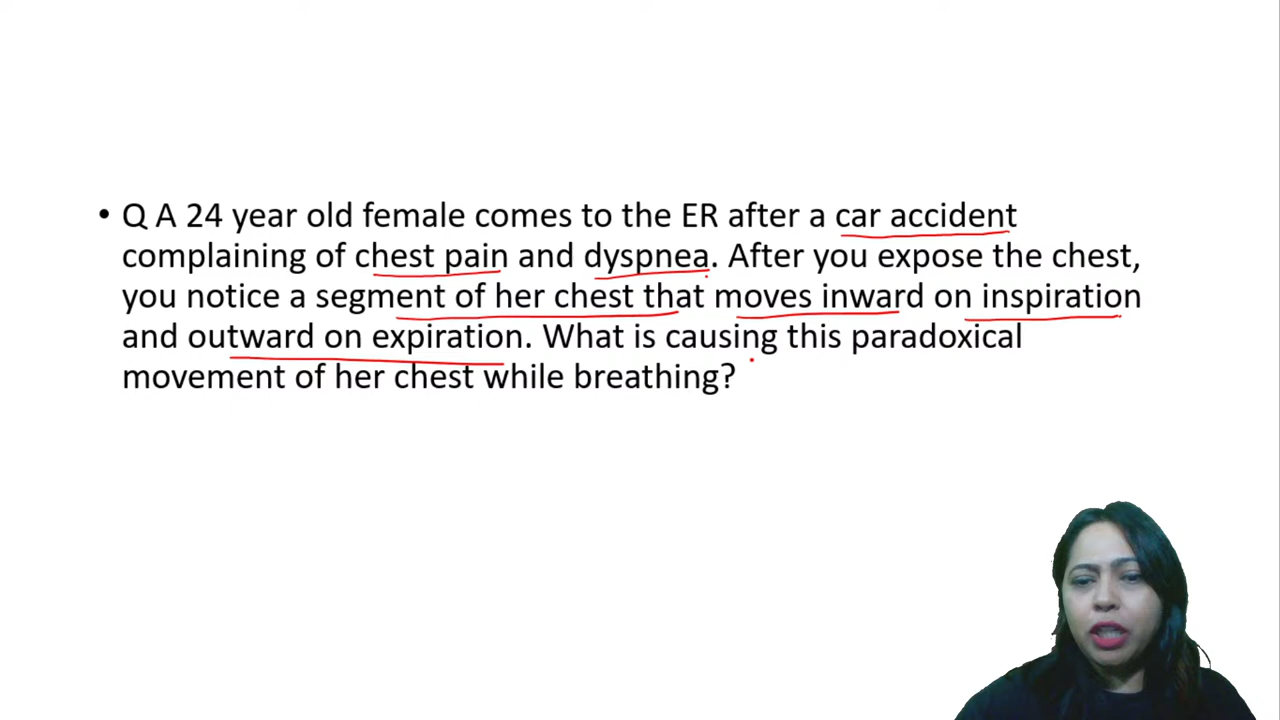 • Q A 24 year old female comes to the ER after a car accident
complaining of chest pain and dyspnea. After you expose the chest,
you notice a segment of her chest that moves inward on inspiration
and outward on expiration. What is causing this paradoxical
movement of her chest while breathing?